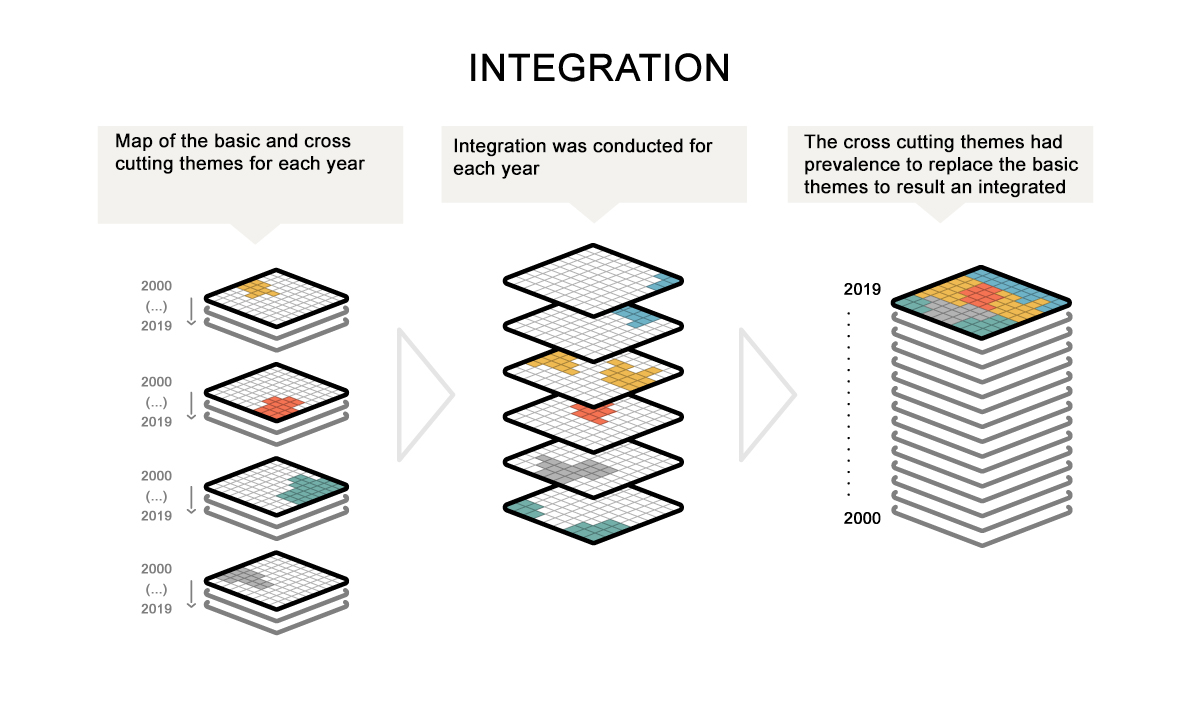 INTEGRATION
Map of the basic and cross
cutting themes for each year
Integration was conducted for
each year
The cross cutting themes had
prevalence to replace the basic
themes to result an integrated
2000
(...)
2019
2000
(...)
2019
2000
(...)
2019
2000
(...)
2019
2019
2000